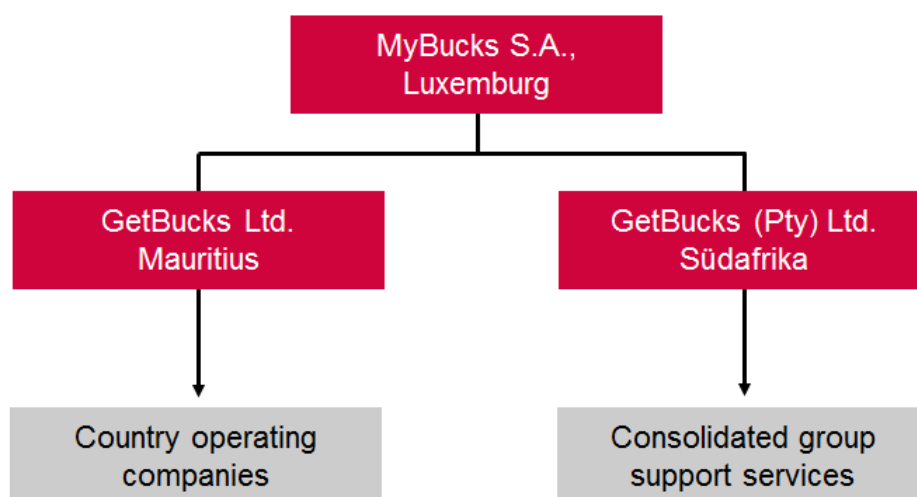 MyBucks S.A.,
Luxemburg
GetBucks Ltd.
Mauritius
GetBucks (Pty) Ltd.
Südafrika
Country operating
companies
Consolidated group
support services